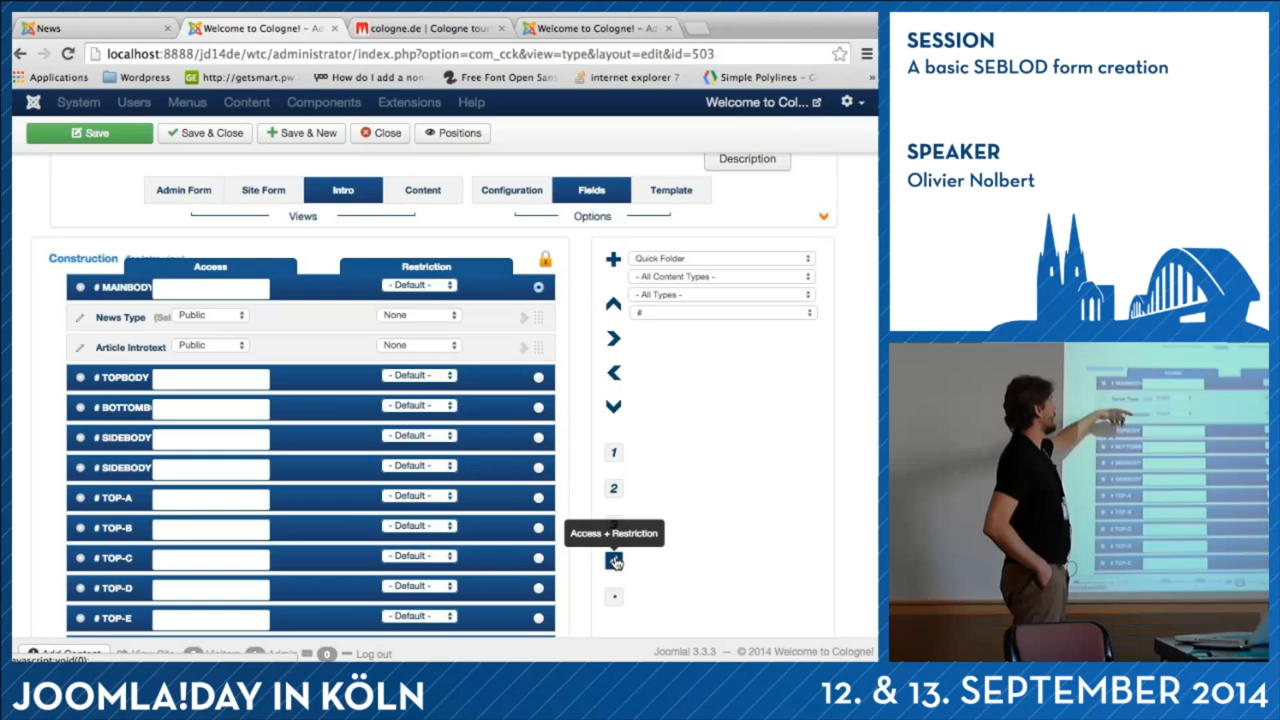 News
Welcome to Cologne! - Ad
cologne.de | Cologne tour
Welcome to Cologne! - Ad
localhost:8888/jd14de/wtc/administrator/index.php?option=com_cck&view=type&layout=edit&id=503
Applications
Wordpress
GE http://getsmart.pw
YOO How do I add a non
Free Font Open Sans
internet explorer 7
Simple Polylines - G
»
System Users Menus Content Components Extensions Help
Welcome to Col...
Save
Save & Close
Save & New
Close
Positions
Description
Admin Form Site Form Intro Content
Configuration Fields Template
Views
Options
Construction
Access
Restriction
# MAINBODY - Default -
News Type (Sel Public None
Article Introtext Public None
# TOPBODY - Default -
# BOTTOMB - Default -
# SIDEBODY - Default -
# SIDEBODY - Default -
# TOP-A - Default -
# TOP-B - Default -
# TOP-C - Default -
# TOP-D - Default -
# TOP-E - Default -
Quick Folder
- All Content Types -
- All Types -
#
1
2
Access + Restriction
0
Log out
Joomla! 3.3.3 — © 2014 Welcome to Cologne!
SESSION
A basic SEBLOD form creation
SPEAKER
Olivier Nolbert
JOOMLA!DAY IN KÖLN
12. & 13. SEPTEMBER 2014